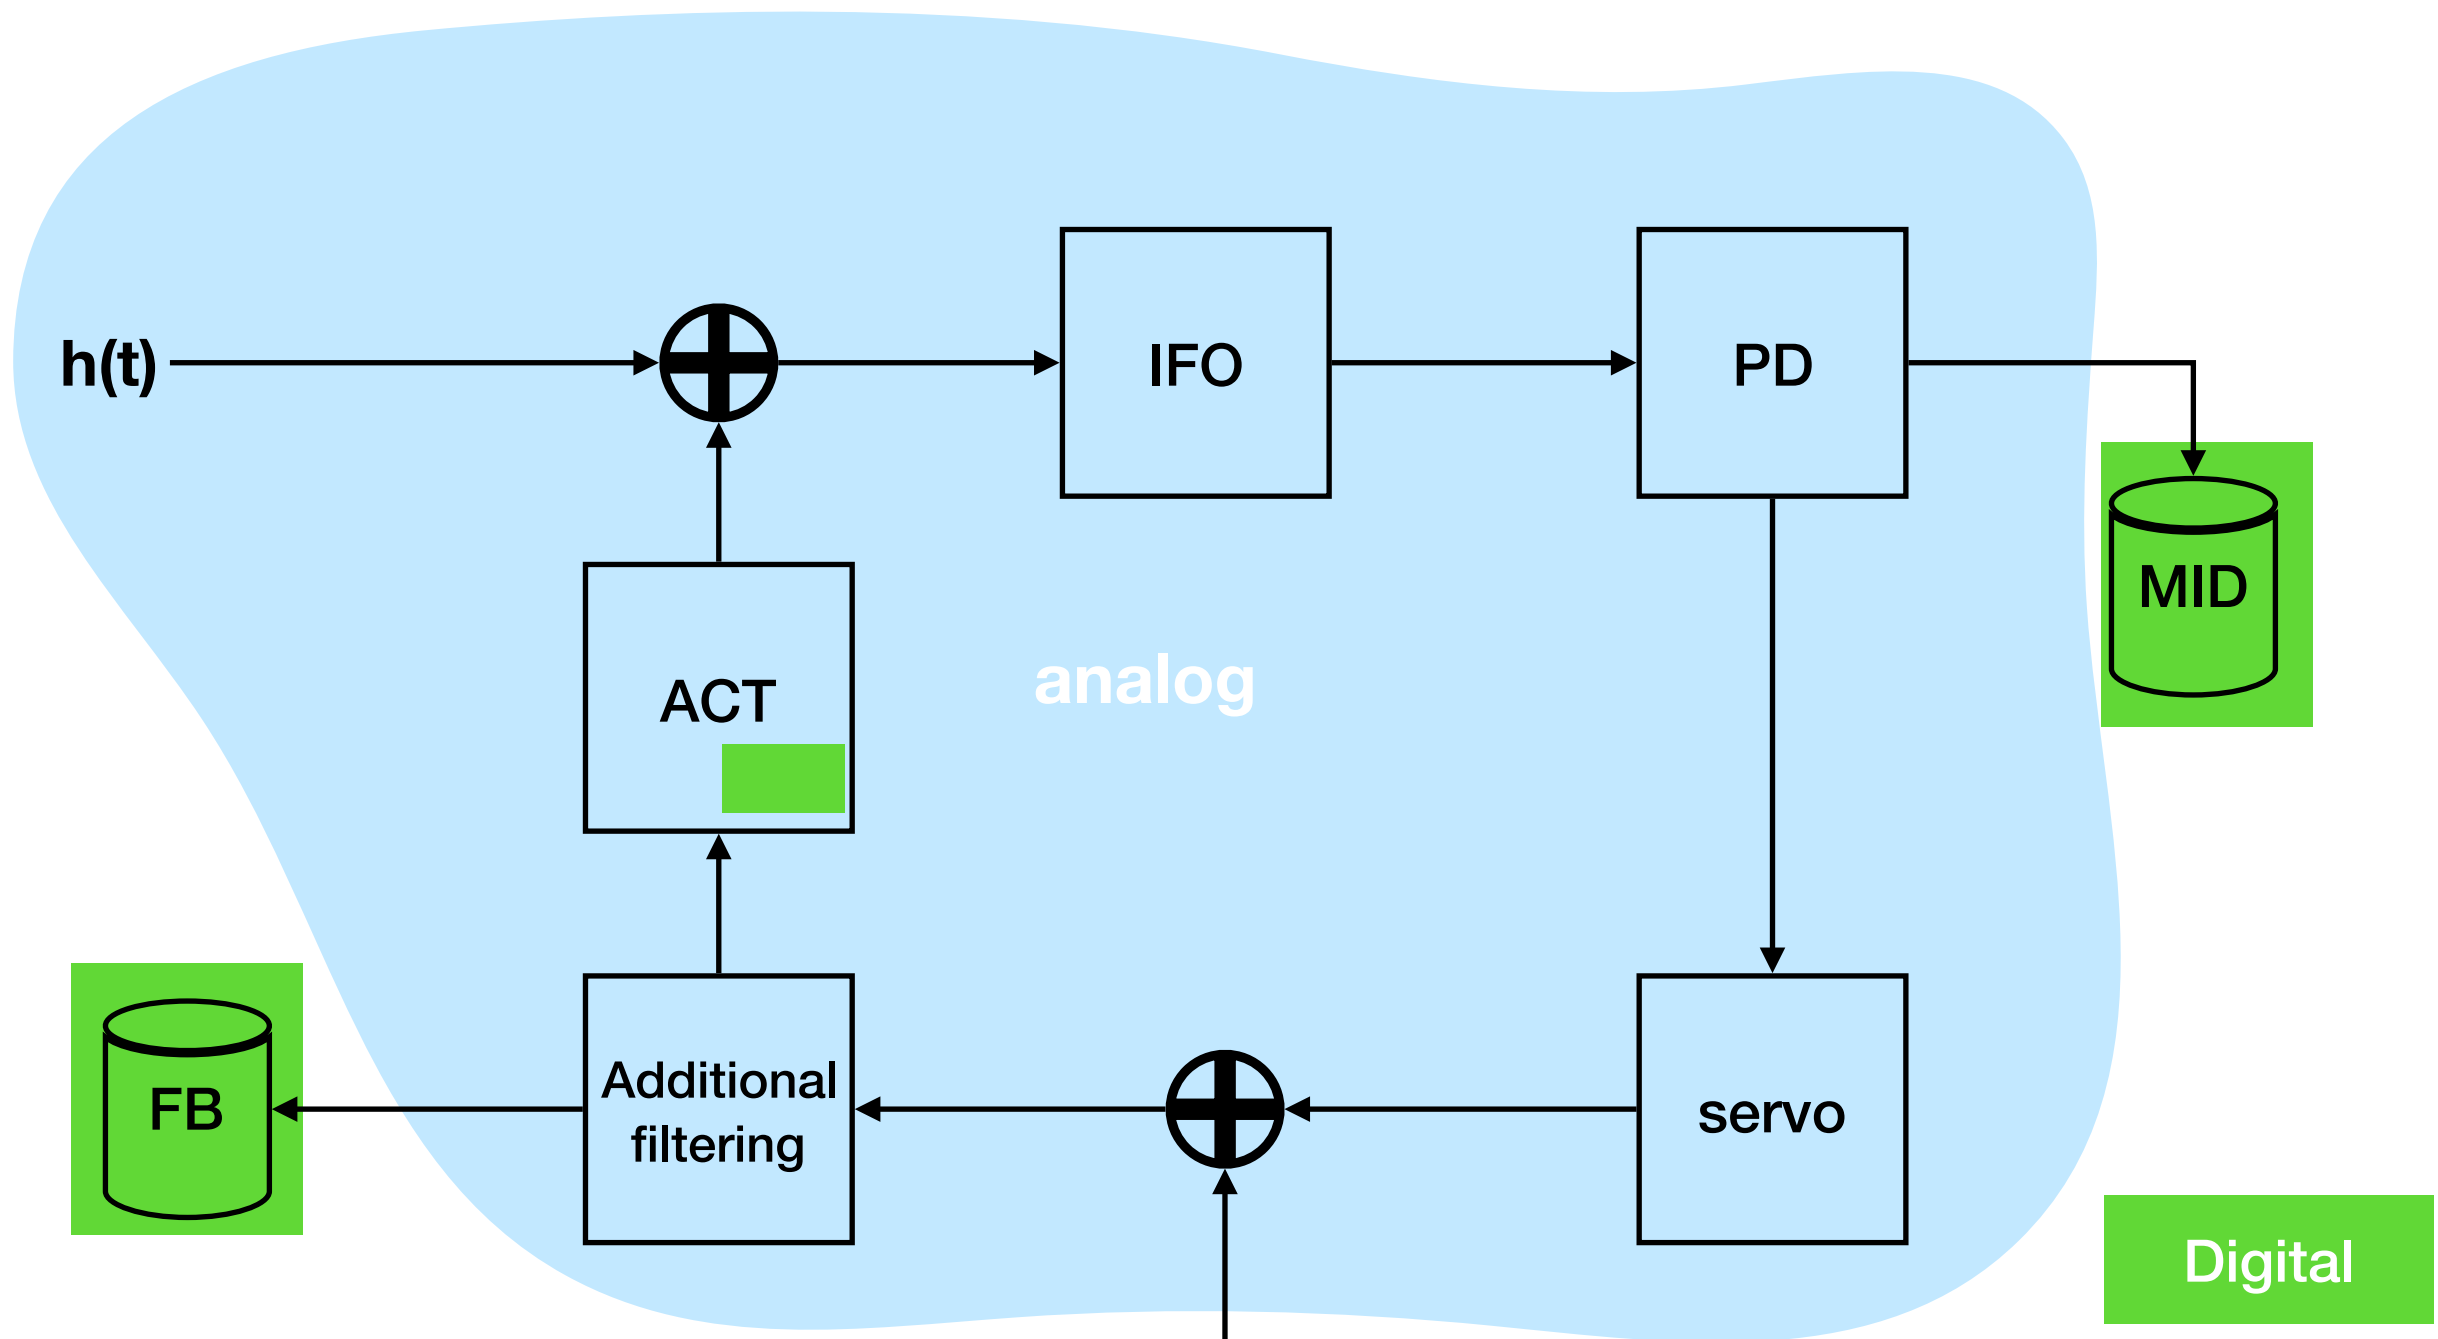 h(t)
IFO
PD
MID
ACT
analog
FB
Additional
filtering
servo
Digital